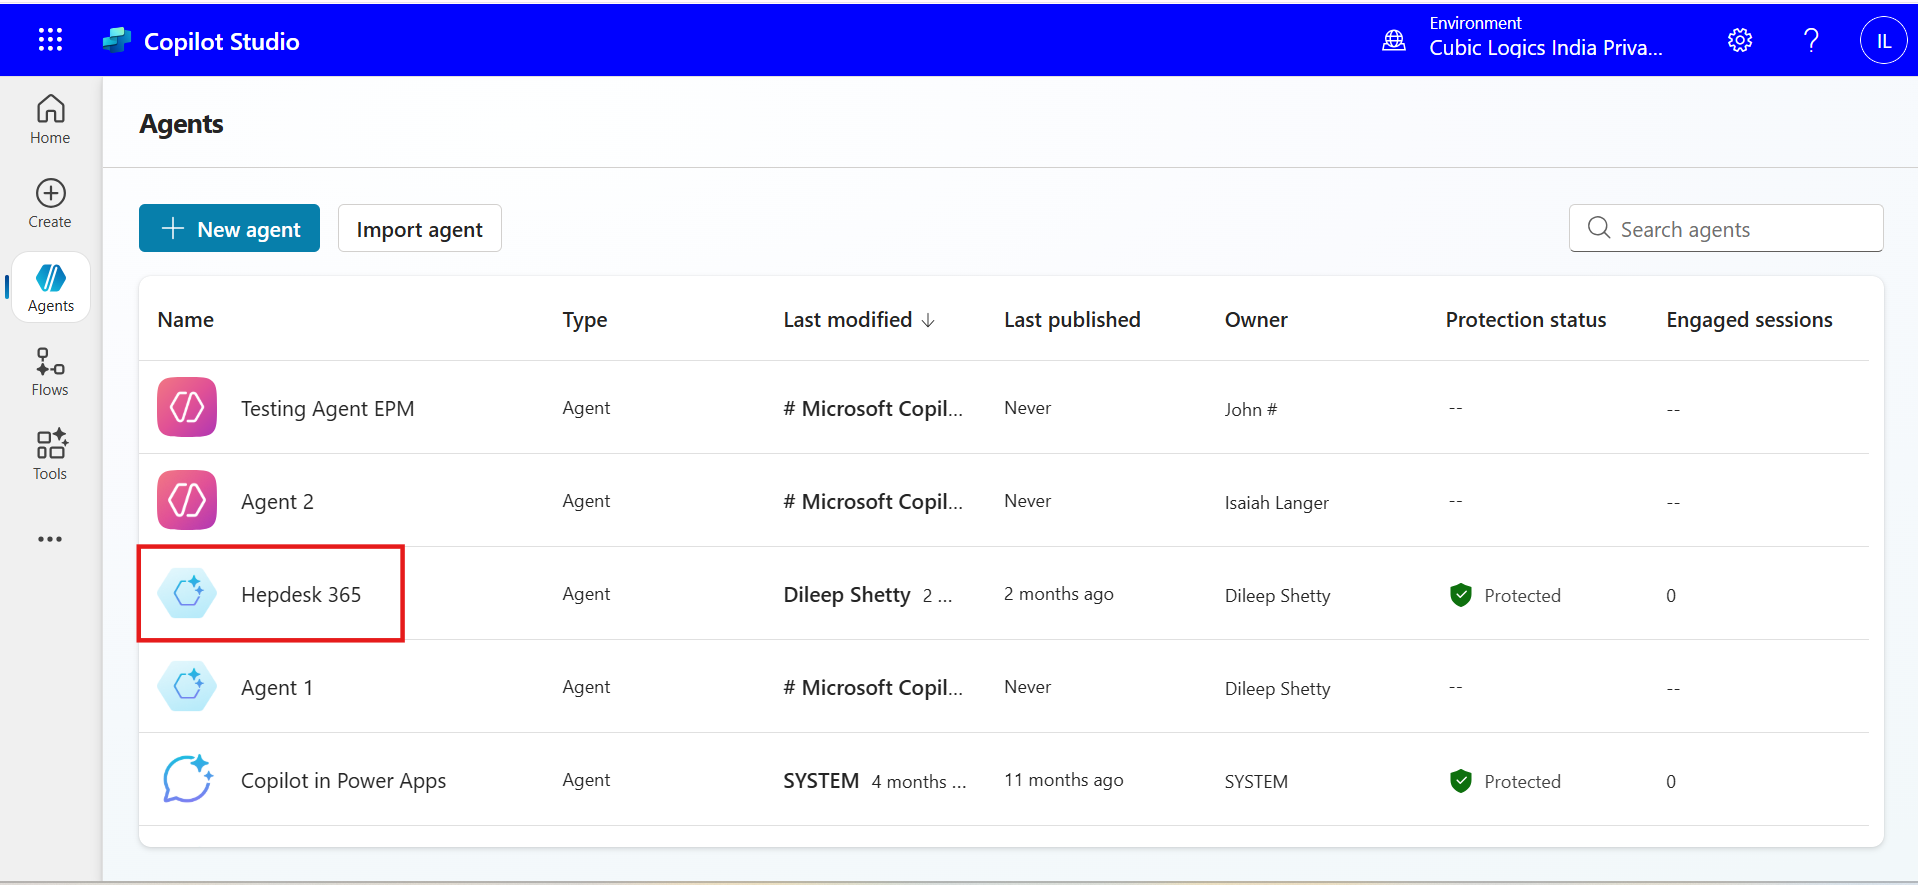 Copilot Studio
Environment
Cubic Logics India Priva...
IL
Home
Create
Agents
Flows
Tools
Agents
New agent
Import agent
Search agents
Name Type Last modified Last published Owner Protection status Engaged sessions
Testing Agent EPM Agent # Microsoft Copil... Never John # -- --
Agent 2 Agent # Microsoft Copil... Never Isaiah Langer -- --
Hepdesk 365 Agent Dileep Shetty 2 ... 2 months ago Dileep Shetty Protected 0
Agent 1 Agent # Microsoft Copil... Never Dileep Shetty -- --
Copilot in Power Apps Agent SYSTEM 4 months ... 11 months ago SYSTEM Protected 0